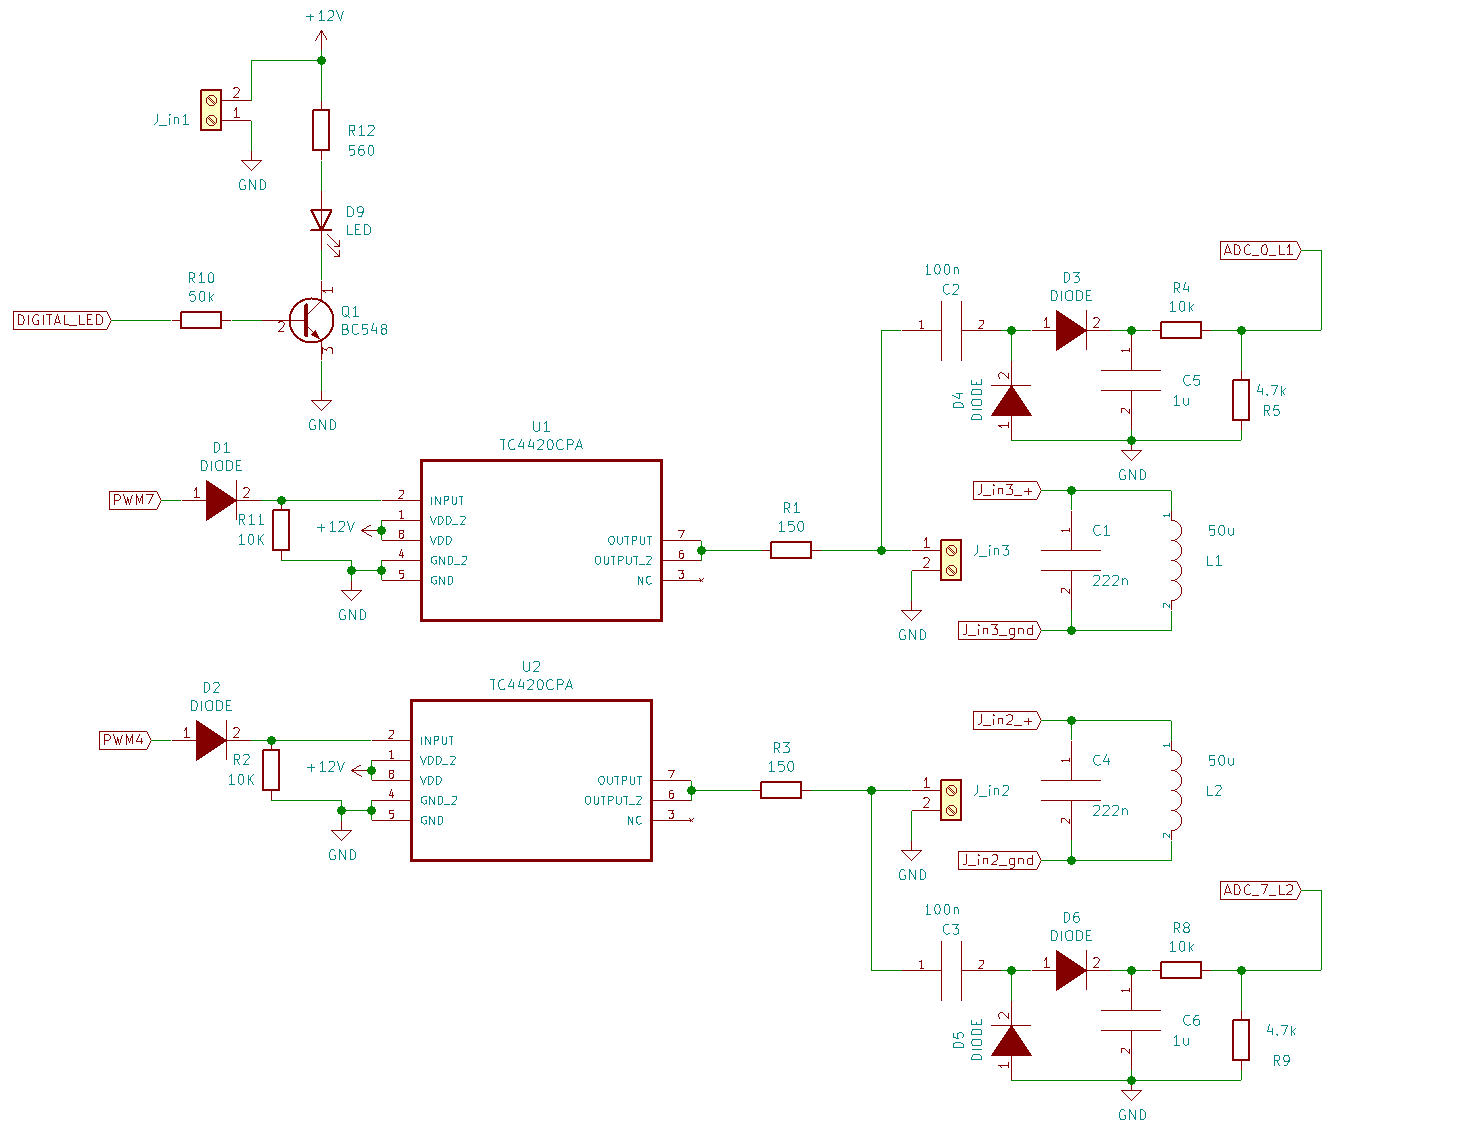 +12V
2
1
J_in1
GND
R12
560
D9
LED
R10
50k
DIGITAL_LED
1
2
3
Q1
BC548
GND
ADC_0_L1
100n
C2
1
2
D3
DIODE
1
2
R4
10k
D4
DIODE
2
1
1
C5
1u
2
4.7k
R5
GND
U1
TC4420CPA
D1
DIODE
PWM7
1
2
R11
10K
+12V
GND
2
1
8
4
5
INPUT
VDD_2
VDD
GND_2
GND
OUTPUT
OUTPUT_2
NC
7
6
3
R1
150
1
2
J_in3
GND
J_in3_+
1
C1
222n
2
1
50u
L1
2
J_in3_gnd
U2
TC4420CPA
D2
DIODE
PWM4
1
2
R2
10K
+12V
GND
2
1
8
4
5
INPUT
VDD_2
VDD
GND_2
GND
OUTPUT
OUTPUT_2
NC
7
6
3
R3
150
1
2
J_in2
GND
J_in2_+
1
C4
222n
2
1
50u
L2
2
J_in2_gnd
ADC_7_L2
100n
C3
1
2
D6
DIODE
1
2
R8
10k
D5
DIODE
2
1
1
C6
1u
2
4.7k
R9
GND